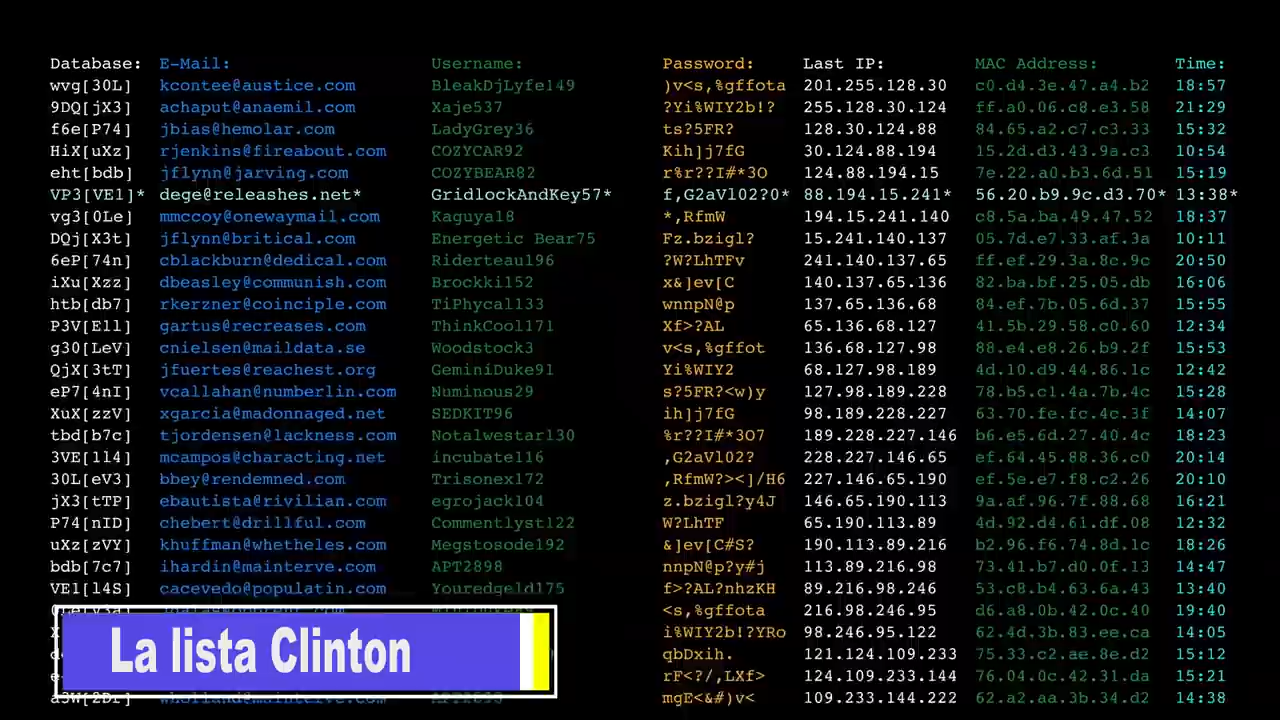 Database: E-Mail: Username: Password: Last IP: MAC Address: Time:
wvg[30L] kcontee@austice.com BleakDjLyfe149 )v<s,%gffota 201.255.128.30 c0.d4.3e.47.a4.b2 18:57
9DQ[jX3] achaput@anaemil.com Xaje537 ?Yi%WIY2b!? 255.128.30.124 ff.a0.06.c8.e3.58 21:29
f6e[P74] jbias@hemolar.com LadyGrey36 ts?5FR? 128.30.124.88 84.65.a2.c7.c3.33 15:32
HiX[uXz] rjenkins@fireabout.com COZYCAR92 Kih]j7fG 30.124.88.194 15.2d.d3.43.9a.c3 10:54
eht[bdb] jflynn@jarving.com COZYBEAR82 r%r??I#*3O 124.88.194.15 7e.22.a0.b3.6d.51 15:19
VP3[VEl]* dege@releashes.net* GridlockAndKey57* f,G2aVl02?0* 88.194.15.241* 56.20.b9.9c.d3.70* 13:38*
vg3[0Le] mmccoy@onewaymail.com Kaguya18 *,RfmW 194.15.241.140 c8.5a.ba.49.47.52 18:37
DQj[X3t] jflynn@britical.com Energetic Bear75 Fz.bzigl? 15.241.140.137 05.7d.e7.33.af.3a 10:11
6eP[74n] cblackburn@dedical.com Riderteau196 ?W?LhTFv 241.140.137.65 ff.ef.29.3a.8c.9c 20:50
iXu[Xzz] dbeasley@communish.com Brockki152 x&]ev[C 140.137.65.136 82.ba.bf.25.05.db 16:06
htb[db7] rkerzner@coinciple.com TiPhycal133 wnnpN@p 137.65.136.68 84.ef.7b.05.6d.37 15:55
P3V[E1l] gartus@recreases.com ThinkCool171 Xf>?AL 65.136.68.127 41.5b.29.58.c0.60 12:34
g30[LeV] cnielsen@maildata.se Woodstock3 v<s,%gffot 136.68.127.98 88.e4.e8.26.b9.2f 15:53
QjX[3tT] jfuertes@reachest.org GeminiDuke91 Yi%WIY2 68.127.98.189 4d.10.d9.44.86.1c 12:42
eP7[4nI] vcallahan@numberlin.com Numinous29 s?5FR?<w)y 127.98.189.228 78.b5.c1.4a.7b.4c 15:28
XuX[zzV] xgarcia@madonnaged.net SEDKIT96 ih]j7fG 98.189.228.227 63.70.fe.fc.4c.3f 14:07
tbd[b7c] tjordensen@lackness.com Notalwestar130 %r??I#*3O7 189.228.227.146 b6.e5.6d.27.40.4c 18:23
3VE[1l4] mcampos@characting.net incubate116 ,G2aVl02? 228.227.146.65 ef.64.45.88.36.c0 20:14
30L[eV3] bbey@rendemned.com Trisonex172 ,RfmW?><]/H6 227.146.65.190 ef.5e.e7.f8.c2.26 20:10
jX3[tTP] ebautista@rivilian.com egrojack104 z.bzigl?y4J 146.65.190.113 9a.af.96.7f.88.68 16:21
P74[nID] chebert@drillful.com Commentlyst122 W?LhTF 65.190.113.89 4d.92.d4.61.df.08 12:32
uXz[zVY] khuffman@whetheles.com Megstosode192 &]ev[C#S? 190.113.89.216 b2.96.f6.74.8d.1c 18:26
bdb[7c7] ihardin@mainterve.com APT2898 nnpN@p?y#j 113.89.216.98 73.41.b7.d0.0f.13 14:47
VE1[l4S] cacevedo@populatin.com Youredgeld175 f>?AL?nhzKH 89.216.98.246 53.c8.b4.63.6a.43 13:40
<s,%gffota 216.98.246.95 d6.a8.0b.42.0c.40 19:40
i%WIY2b!?YRo 98.246.95.122 62.4d.3b.83.ee.ca 14:05
qbDxih. 121.124.109.233 75.33.c2.ae.8e.d2 15:12
rF<?/,LXf> 124.109.233.144 76.04.0c.42.31.da 15:21
mgE<&#)v< 109.233.144.222 62.a2.aa.3b.34.d2 14:38
La lista Clinton